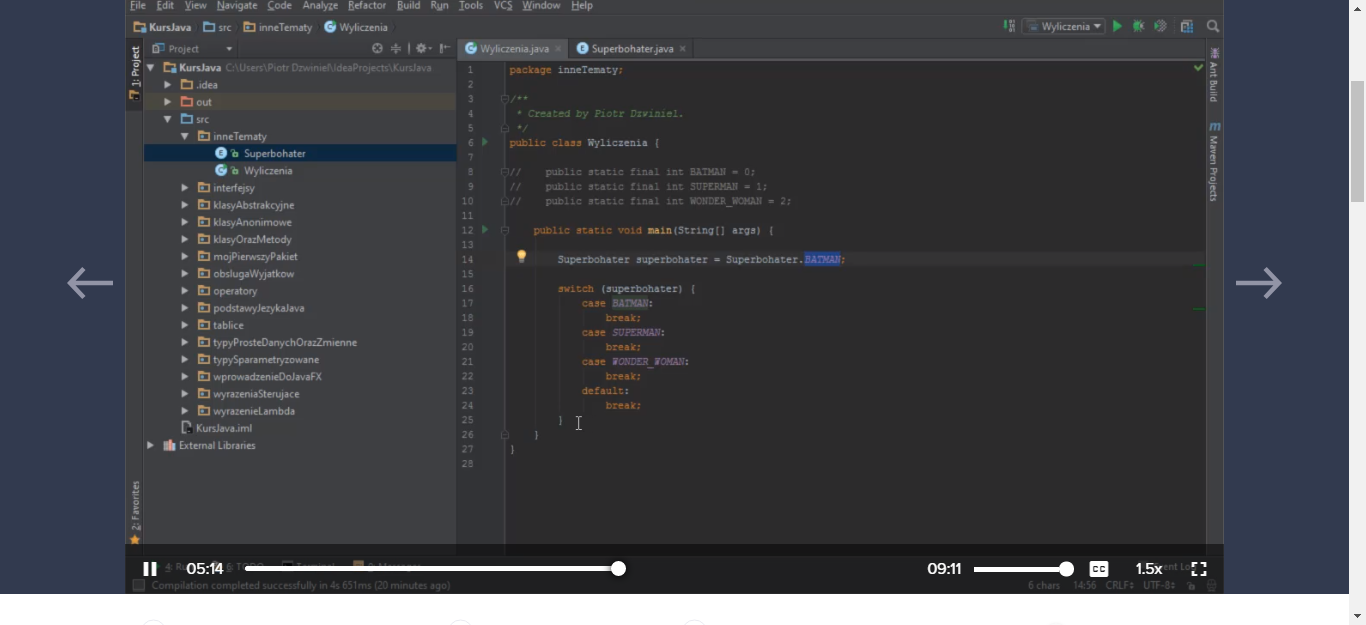 File Edit View Navigate Code Analyze Refactor Build Run Tools VCS Window Help
KursJava src inneTematy Wyliczenia
Wyliczenia
1: Project
Project
KursJava C:\Users\Piotr Dzwiniel\IdeaProjects\KursJava
.idea
out
src
inneTematy
Superbohater
Wyliczenia
interfejsy
klasyAbstrakcyjne
klasyAnonimowe
klasyOrazMetody
mojPierwszyPakiet
obslugaWyjatkow
operatory
podstawyJezykaJava
tablice
typyProsteDanychOrazZmienne
typySparametryzowane
wprowadzenieDoJavaFX
wyrazeniaSterujace
wyrazenieLambda
KursJava.iml
External Libraries
2: Favorites
Wyliczenia.java Superbohater.java
1 package inneTematy;
2
3 /**
4 * Created by Piotr Dzwiniel.
5 */
6 public class Wyliczenia {
7
8 // public static final int BATMAN = 0;
9 // public static final int SUPERMAN = 1;
10 // public static final int WONDER_WOMAN = 2;
11
12 public static void main(String[] args) {
13
14 Superbohater superbohater = Superbohater.BATMAN;
15
16 switch (superbohater) {
17 case BATMAN:
18 break;
19 case SUPERMAN:
20 break;
21 case WONDER_WOMAN:
22 break;
23 default:
24 break;
25 }
26 }
27 }
28
Ant Build
m Maven Projects
05:14 09:11 CC 1.5x
Compilation completed successfully in 4s 651ms (20 minutes ago) 6 chars 14:56 CRLF UTF-8